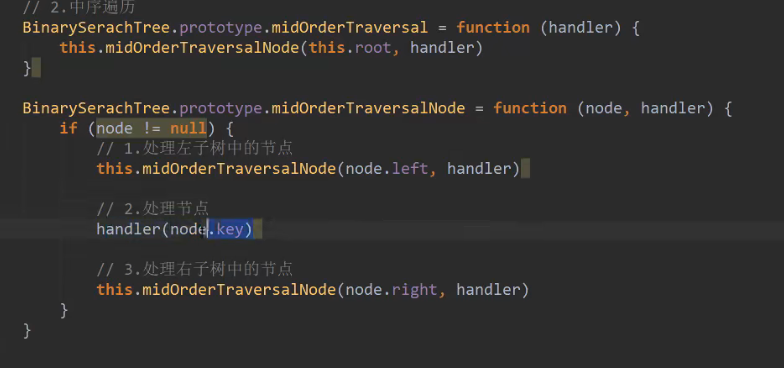 // 2.中序遍历
BinarySerachTree.prototype.midOrderTraversal = function (handler) {
this.midOrderTraversalNode(this.root, handler)
}
BinarySerachTree.prototype.midOrderTraversalNode = function (node, handler) {
if (node != null) {
// 1.处理左子树中的节点
this.midOrderTraversalNode(node.left, handler)
// 2.处理节点
handler(node.key)
// 3.处理右子树中的节点
this.midOrderTraversalNode(node.right, handler)
}
}